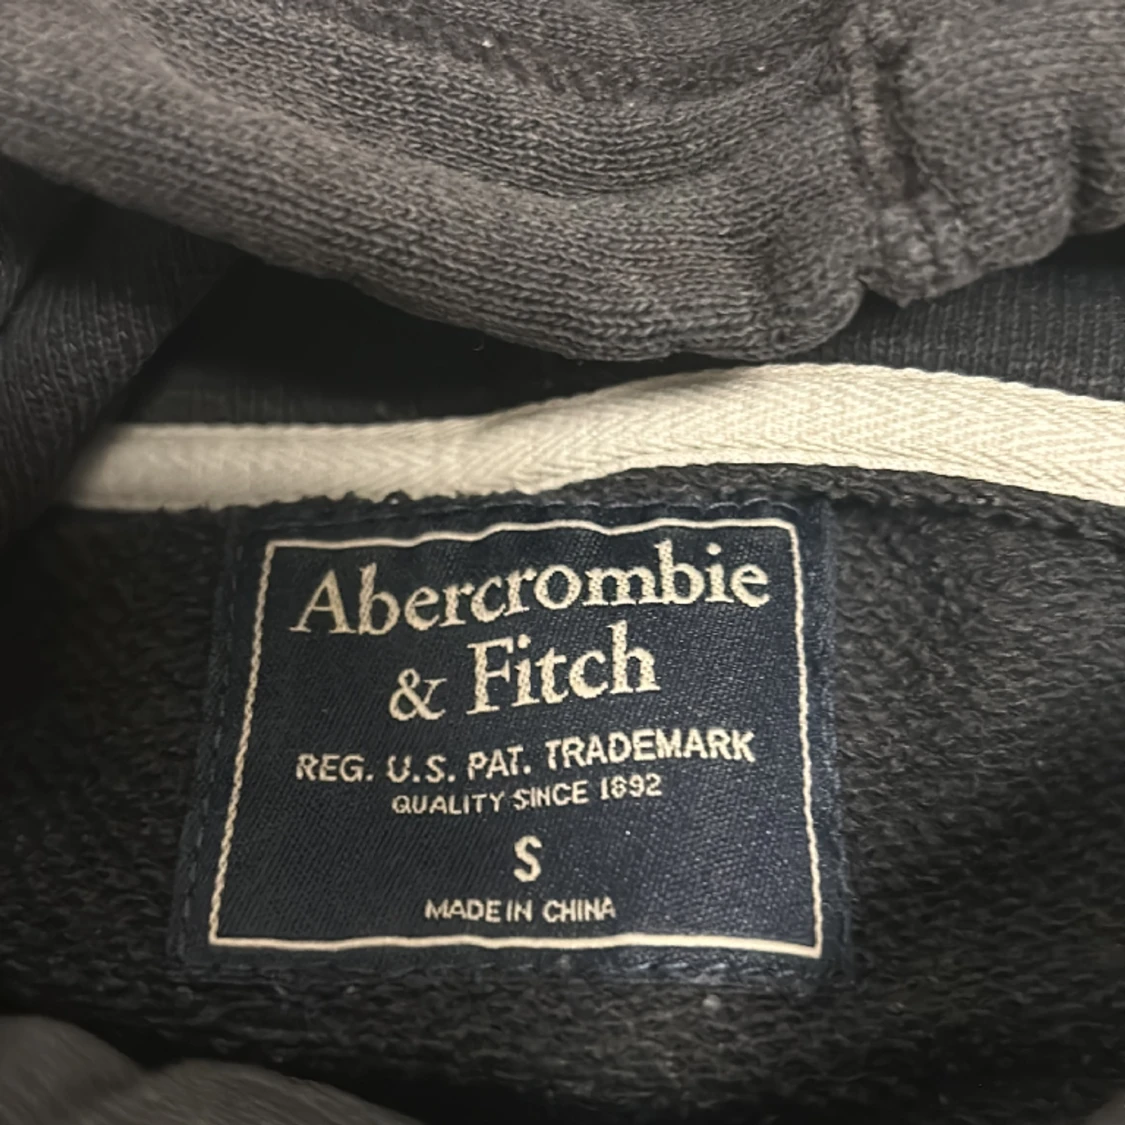 Abercrombie
& Fitch
REG. U.S. PAT. TRADEMARK
QUALITY SINCE 1892
S
MADE IN CHINA